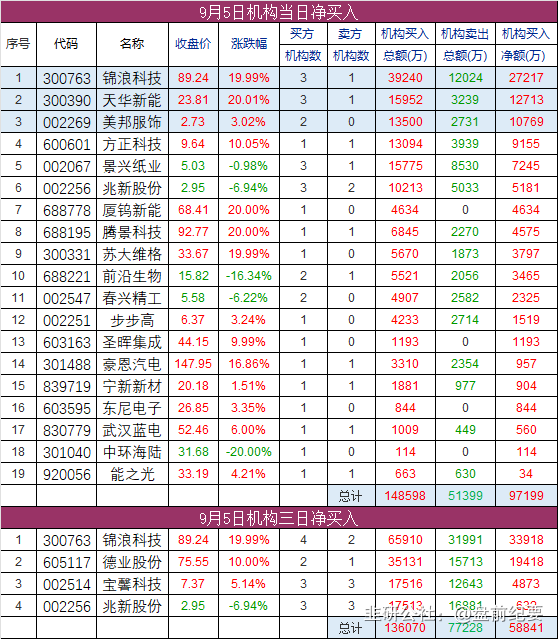 9月5日机构当日净买入
序号 代码 名称 收盘价 涨跌幅 买方机构数 卖方机构数 机构买入总额(万) 机构卖出总额(万) 机构买入净额(万)
1 300763 锦浪科技 89.24 19.99% 3 1 39240 12024 27217
2 300390 天华新能 23.81 20.01% 3 1 15952 3239 12713
3 002269 美邦服饰 2.73 3.02% 2 0 13500 2731 10769
4 600601 方正科技 9.64 10.05% 1 1 13094 3939 9155
5 002067 景兴纸业 5.03 -0.98% 3 1 15775 8530 7245
6 002256 兆新股份 2.95 -6.94% 3 2 10213 5033 5181
7 688778 厦钨新能 68.41 20.00% 1 0 4634 0 4634
8 688195 腾景科技 92.77 20.00% 1 1 6845 2270 4575
9 300331 苏大维格 33.67 19.99% 1 0 5670 1873 3797
10 688221 前沿生物 15.82 -16.34% 2 1 5521 2056 3465
11 002547 春兴精工 5.58 -6.22% 2 0 4907 2582 2325
12 002251 步步高 6.37 3.24% 1 0 4233 2714 1519
13 603163 圣晖集成 44.15 9.99% 1 0 1193 0 1193
14 301488 豪恩汽电 147.95 16.86% 1 1 3310 2354 957
15 839719 宁新新材 20.18 1.51% 1 1 1881 977 904
16 603595 东尼电子 26.85 3.35% 1 0 844 0 844
17 830779 武汉蓝电 52.46 6.00% 1 1 1009 449 560
18 301040 中环海陆 31.68 -20.00% 1 0 114 0 114
19 920056 能之光 33.19 4.21% 1 1 663 630 34
总计 148598 51399 97199
9月5日机构三日净买入
1 300763 锦浪科技 89.24 19.99% 4 2 65910 31991 33918
2 605117 德业股份 75.55 10.00% 2 1 35131 15713 19418
3 002514 宝馨科技 7.37 5.14% 3 3 17516 12643 4873
4 002256 兆新股份 2.95 -6.94% 3 3 17513 16881 632
总计 136070 77228 58841
韭研公社：@盘前纪要